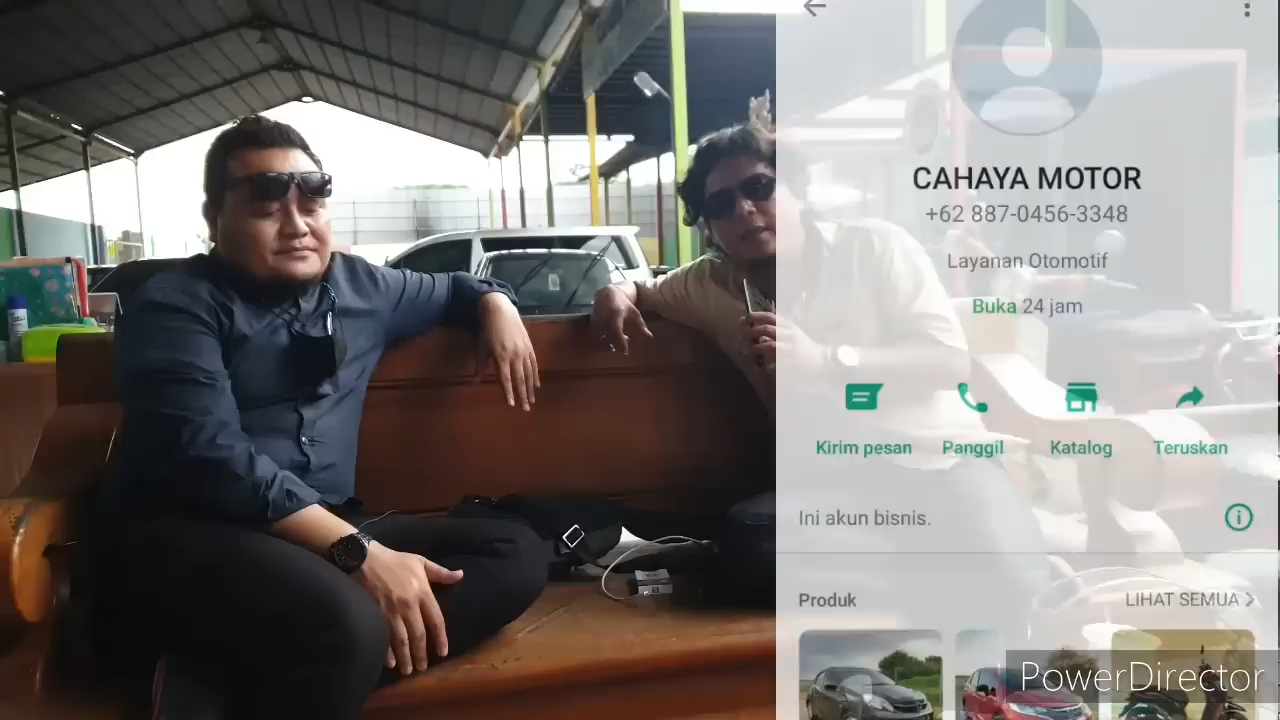 CAHAYA MOTOR
+62 887-0456-3348
Layanan Otomotif
Buka 24 jam
Kirim pesan
Panggil
Katalog
Teruskan
Ini akun bisnis.
Produk
LIHAT SEMUA
PowerDirector